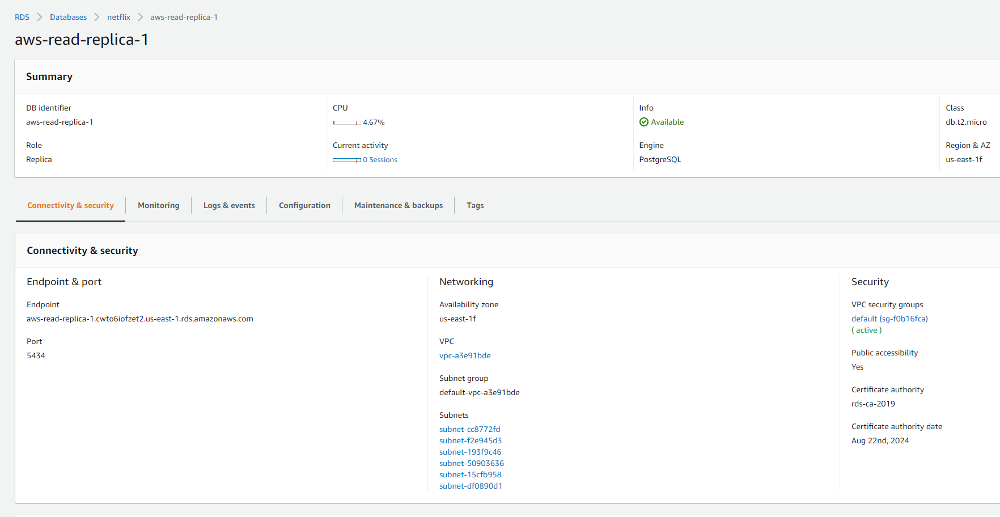 RDS > Databases > netflix > aws-read-replica-1
aws-read-replica-1
Summary
DB identifier
aws-read-replica-1
Role
Replica
CPU
4.67%
Current activity
0 Sessions
Info
Available
Engine
PostgreSQL
Class
db.t2.micro
Region & AZ
us-east-1f
Connectivity & security
Monitoring
Logs & events
Configuration
Maintenance & backups
Tags
Connectivity & security
Endpoint & port
Endpoint
aws-read-replica-1.cwto6iofzet2.us-east-1.rds.amazonaws.com
Port
5434
Networking
Availability zone
us-east-1f
VPC
vpc-a3e91bde
Subnet group
default-vpc-a3e91bde
Subnets
subnet-cc8772fd
subnet-f2e945d3
subnet-193f9c46
subnet-50903636
subnet-15cfb958
subnet-df0890d1
Security
VPC security groups
default (sg-f0b16fca)
( active )
Public accessibility
Yes
Certificate authority
rds-ca-2019
Certificate authority date
Aug 22nd, 2024